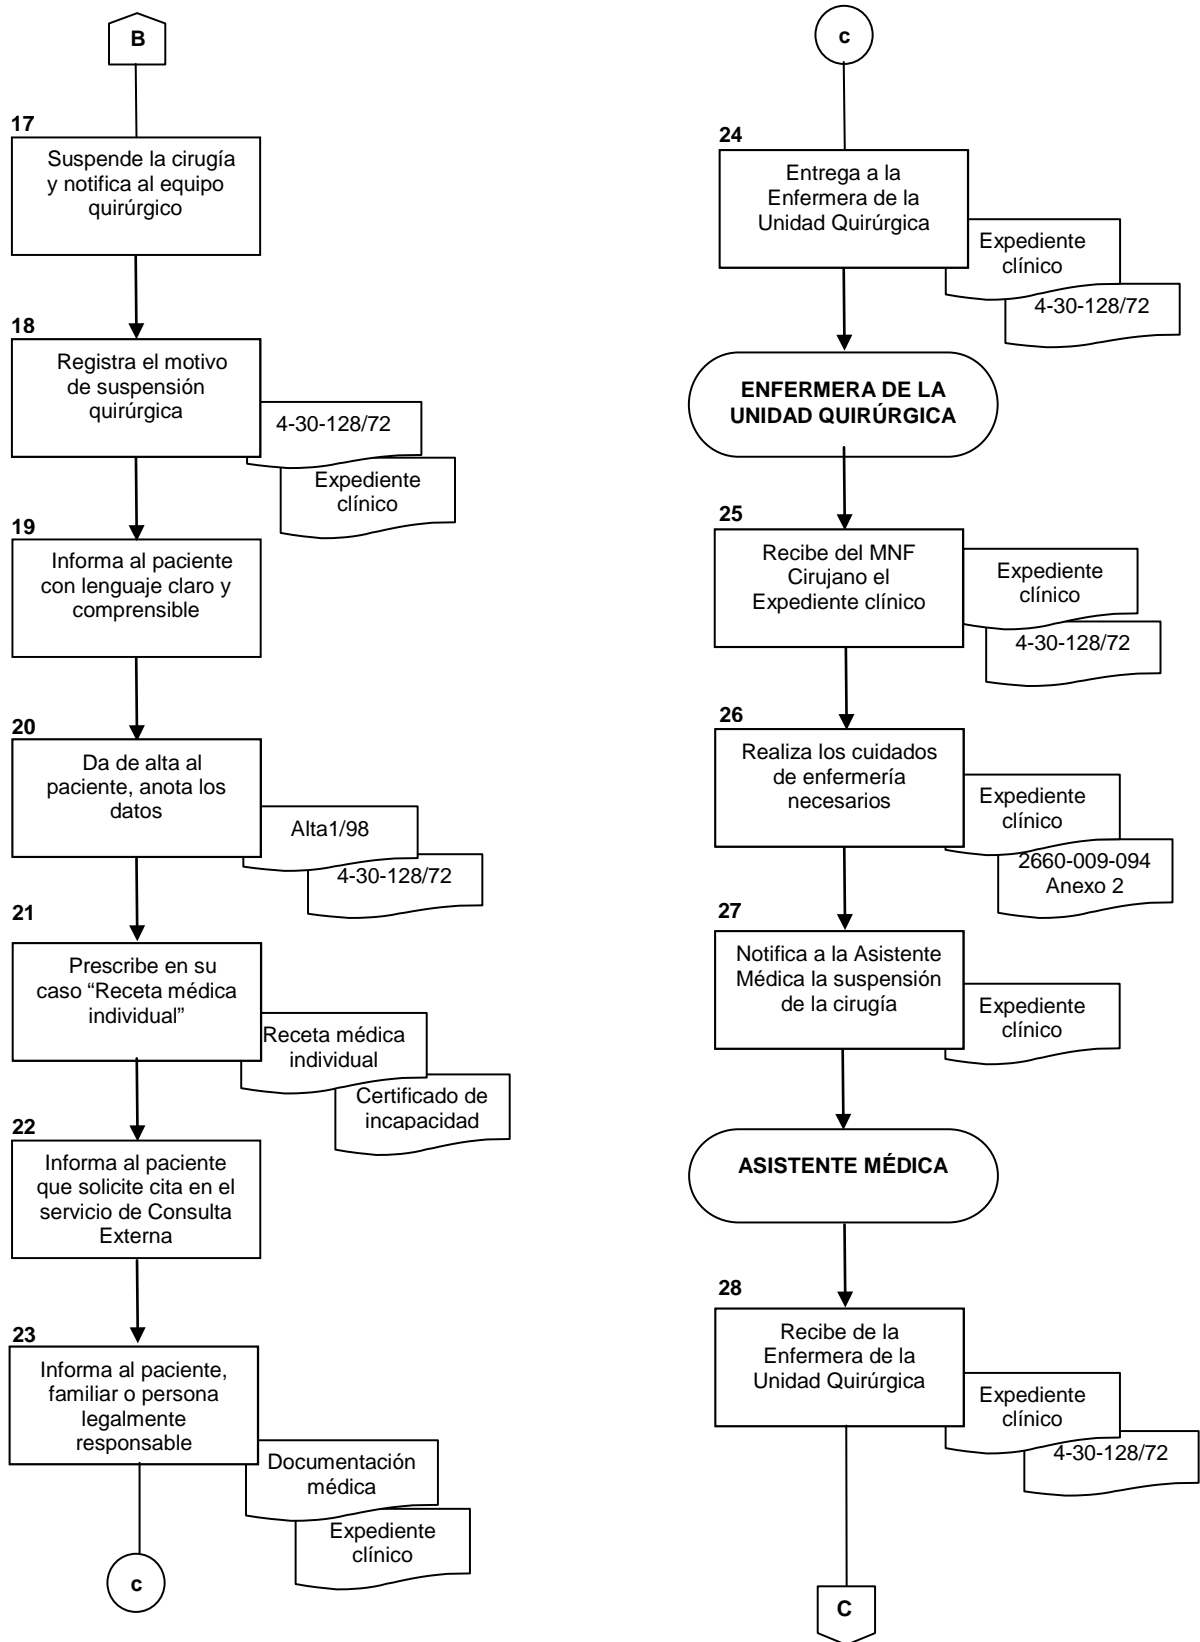 B
17
Suspende la cirugía
y notifica al equipo
quirúrgico
18
Registra el motivo
de suspensión
quirúrgica
4-30-128/72
Expediente
clínico
19
Informa al paciente
con lenguaje claro y
comprensible
20
Da de alta al
paciente, anota los
datos
Alta1/98
4-30-128/72
21
Prescribe en su
caso “Receta médica
individual”
Receta médica
individual
Certificado de
incapacidad
22
Informa al paciente
que solicite cita en el
servicio de Consulta
Externa
23
Informa al paciente,
familiar o persona
legalmente
responsable
Documentación
médica
Expediente
clínico
c
c
24
Entrega a la
Enfermera de la
Unidad Quirúrgica
Expediente
clínico
4-30-128/72
ENFERMERA DE LA
UNIDAD QUIRÚRGICA
25
Recibe del MNF
Cirujano el
Expediente clínico
Expediente
clínico
4-30-128/72
26
Realiza los cuidados
de enfermería
necesarios
Expediente
clínico
2660-009-094
Anexo 2
27
Notifica a la Asistente
Médica la suspensión
de la cirugía
Expediente
clínico
ASISTENTE MÉDICA
28
Recibe de la
Enfermera de la
Unidad Quirúrgica
Expediente
clínico
4-30-128/72
C